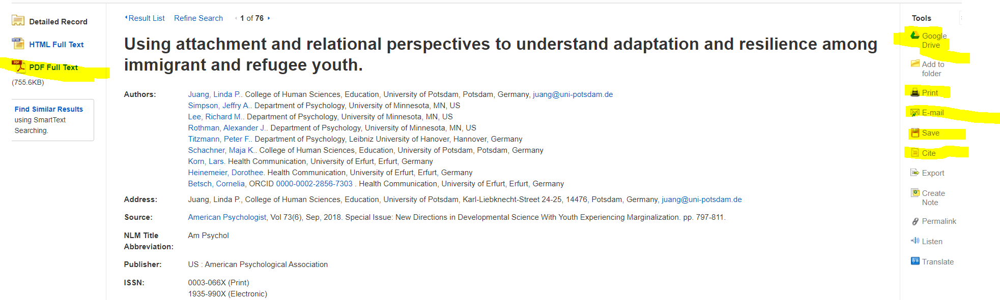 Detailed Record
HTML Full Text
PDF Full Text
(755.6KB)
Find Similar Results
using SmartText
Searching.
Result List Refine Search 1 of 76
Using attachment and relational perspectives to understand adaptation and resilience among
immigrant and refugee youth.
Authors: Juang, Linda P.. College of Human Sciences, Education, University of Potsdam, Potsdam, Germany, juang@uni-potsdam.de
Simpson, Jeffry A.. Department of Psychology, University of Minnesota, MN, US
Lee, Richard M.. Department of Psychology, University of Minnesota, MN, US
Rothman, Alexander J.. Department of Psychology, University of Minnesota, MN, US
Titzmann, Peter F.. Department of Psychology, Leibniz University of Hanover, Hannover, Germany
Schachner, Maja K.. College of Human Sciences, Education, University of Potsdam, Potsdam, Germany
Korn, Lars. Health Communication, University of Erfurt, Erfurt, Germany
Heinemeier, Dorothee. Health Communication, University of Erfurt, Erfurt, Germany
Betsch, Cornelia, ORCID 0000-0002-2856-7303 . Health Communication, University of Erfurt, Erfurt, Germany
Address: Juang, Linda P., College of Human Sciences, Education, University of Potsdam, Karl-Liebknecht-Street 24-25, 14476, Potsdam, Germany, juang@uni-potsdam.de
Source: American Psychologist, Vol 73(6), Sep, 2018. Special Issue: New Directions in Developmental Science With Youth Experiencing Marginalization. pp. 797-811.
NLM Title Am Psychol
Abbreviation:
Publisher: US : American Psychological Association
ISSN: 0003-066X (Print)
1935-990X (Electronic)
Tools
Google
Drive
Add to
folder
Print
E-mail
Save
Cite
Export
Create
Note
Permalink
Listen
Translate